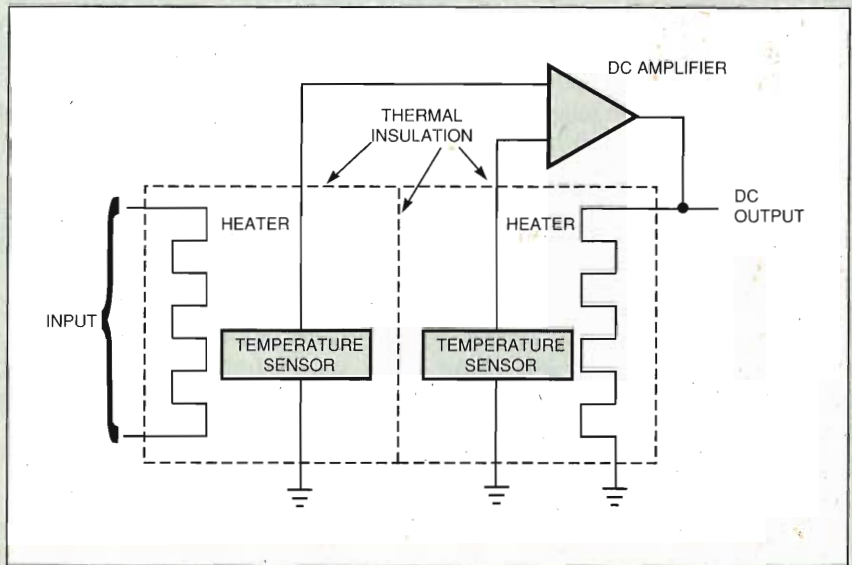 DC AMPLIFIER
THERMAL
INSULATION
HEATER
HEATER
DC
OUTPUT
INPUT
TEMPERATURE
SENSOR
TEMPERATURE
SENSOR